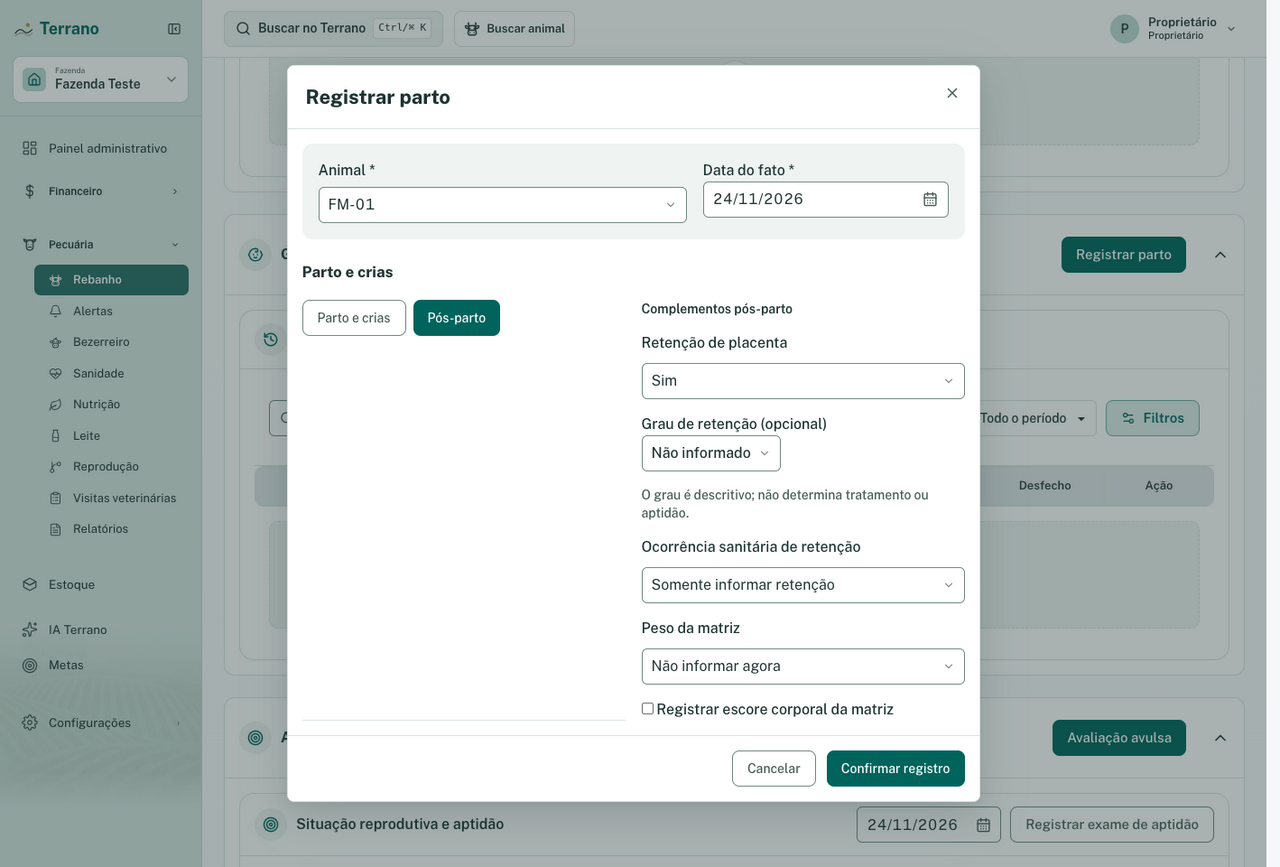 Terrano
Buscar no Terrano
Ctrl/⌘ K
Buscar animal
P
Proprietário
Proprietário
Fazenda
Fazenda Teste
Painel administrativo
Financeiro
Pecuária
Rebanho
Alertas
Bezerreiro
Sanidade
Nutrição
Leite
Reprodução
Visitas veterinárias
Relatórios
Estoque
IA Terrano
Metas
Configurações
Registrar parto
Animal *
Data do fato *
FM-01
24/11/2026
Parto e crias
Parto e crias
Pós-parto
Complementos pós-parto
Retenção de placenta
Sim
Grau de retenção (opcional)
Não informado
O grau é descritivo; não determina tratamento ou
aptidão.
Ocorrência sanitária de retenção
Somente informar retenção
Peso da matriz
Não informar agora
Registrar escore corporal da matriz
Cancelar
Confirmar registro
Registrar parto
Todo o período
Filtros
Desfecho
Ação
Avaliação avulsa
Situação reprodutiva e aptidão
24/11/2026
Registrar exame de aptidão